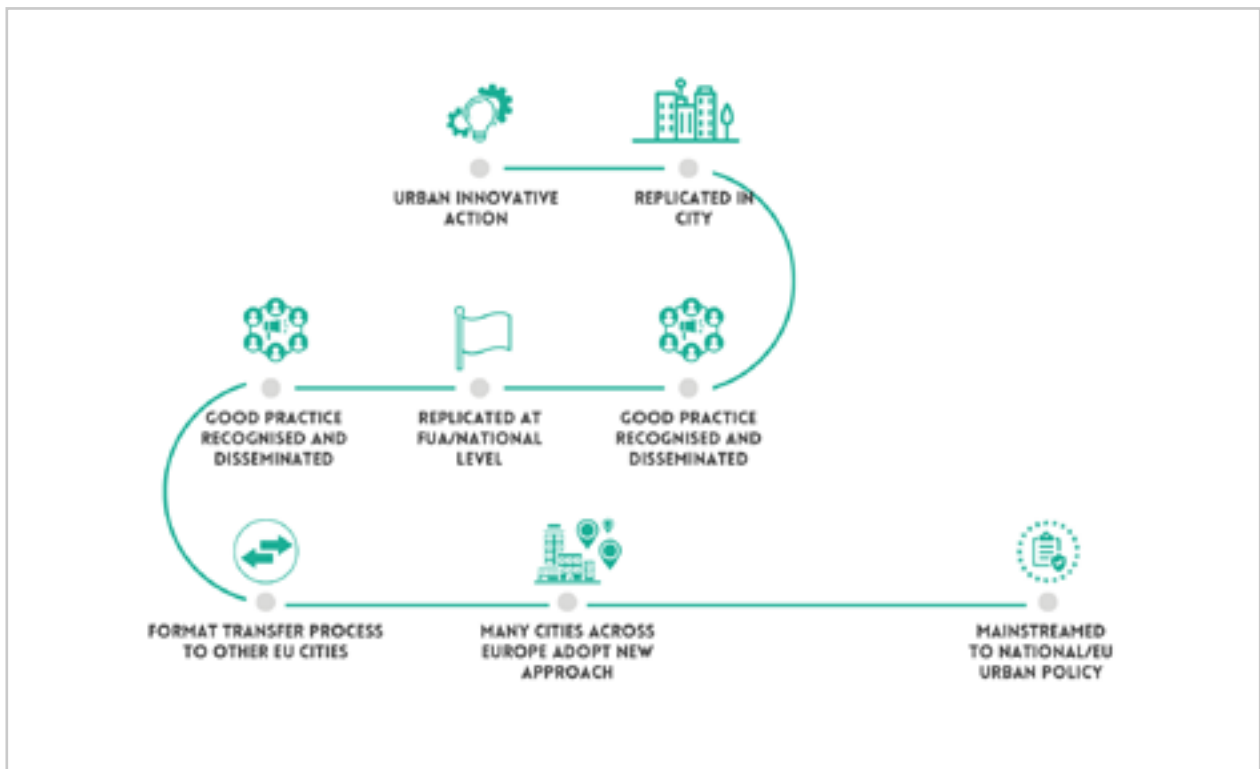 URBAN INNOVATIVE
ACTION
REPLICATED IN
CITY
GOOD PRACTICE
RECOGNISED AND
DISSEMINATED
REPLICATED AT
FUA/NATIONAL
LEVEL
GOOD PRACTICE
RECOGNISED AND
DISSEMINATED
FORMAT TRANSFER PROCESS
TO OTHER EU CITIES
MANY CITIES ACROSS
EUROPE ADOPT NEW
APPROACH
MAINSTREAMED
TO NATIONAL/EU
URBAN POLICY